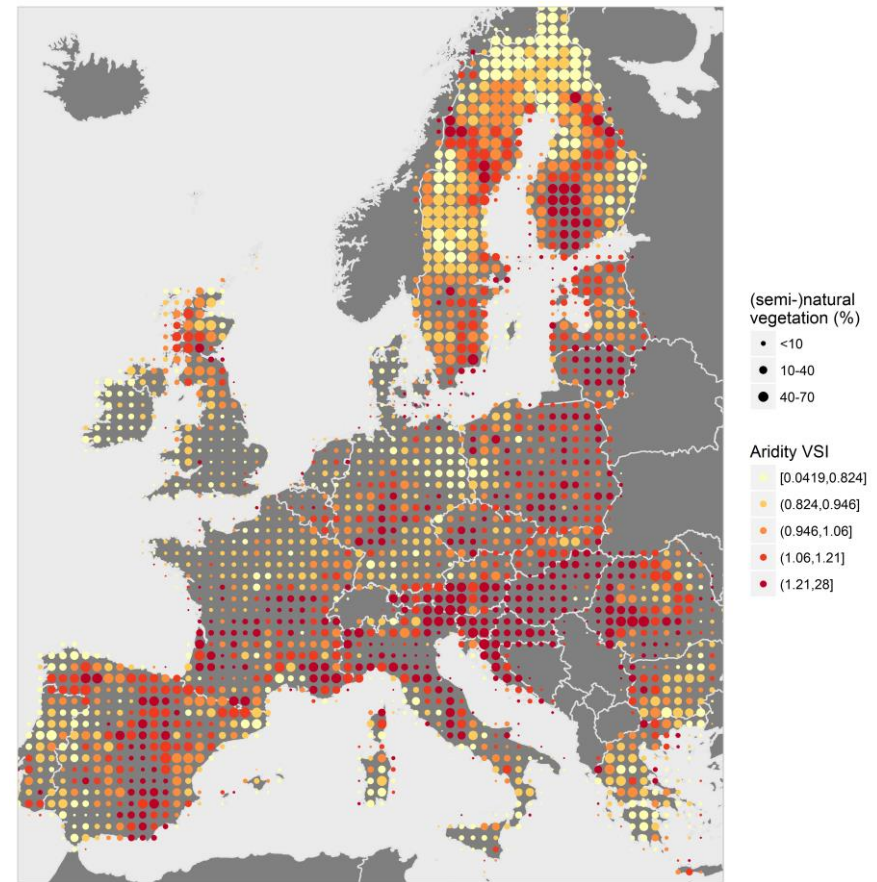 (semi-)natural
vegetation (%)
<10
10-40
40-70
Aridity VSI
[0.0419,0.824]
(0.824,0.946]
(0.946,1.06]
(1.06,1.21]
(1.21,28]